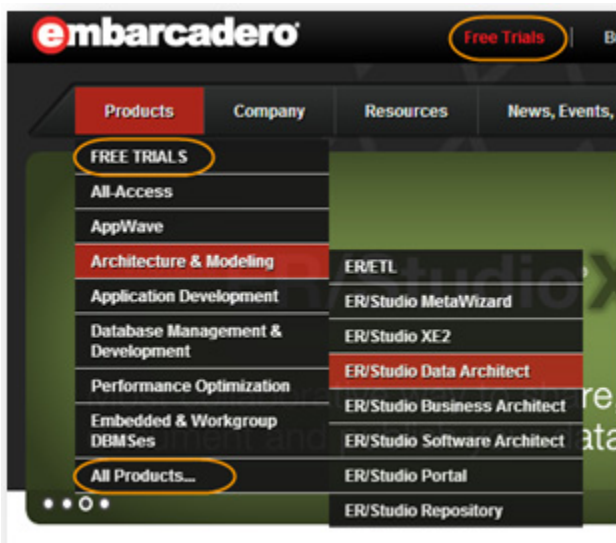 embarcadero
Free Trials
Products Company Resources News, Events,
FREE TRIALS
All-Access
AppWave
Architecture & Modeling
Application Development
Database Management &
Development
Performance Optimization
Embedded & Workgroup
DBMSes
All Products...
ER/ETL
ER/Studio MetaWizard
ER/Studio XE2
ER/Studio Data Architect
ER/Studio Business Architect
ER/Studio Software Architect
ER/Studio Portal
ER/Studio Repository